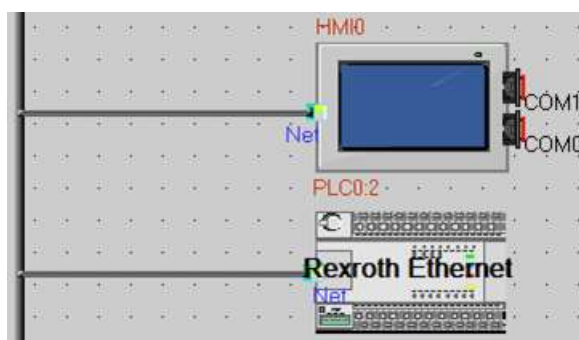 HMI0
COM1
Net
COM0
PLC0:2
Rexroth Ethernet
Net